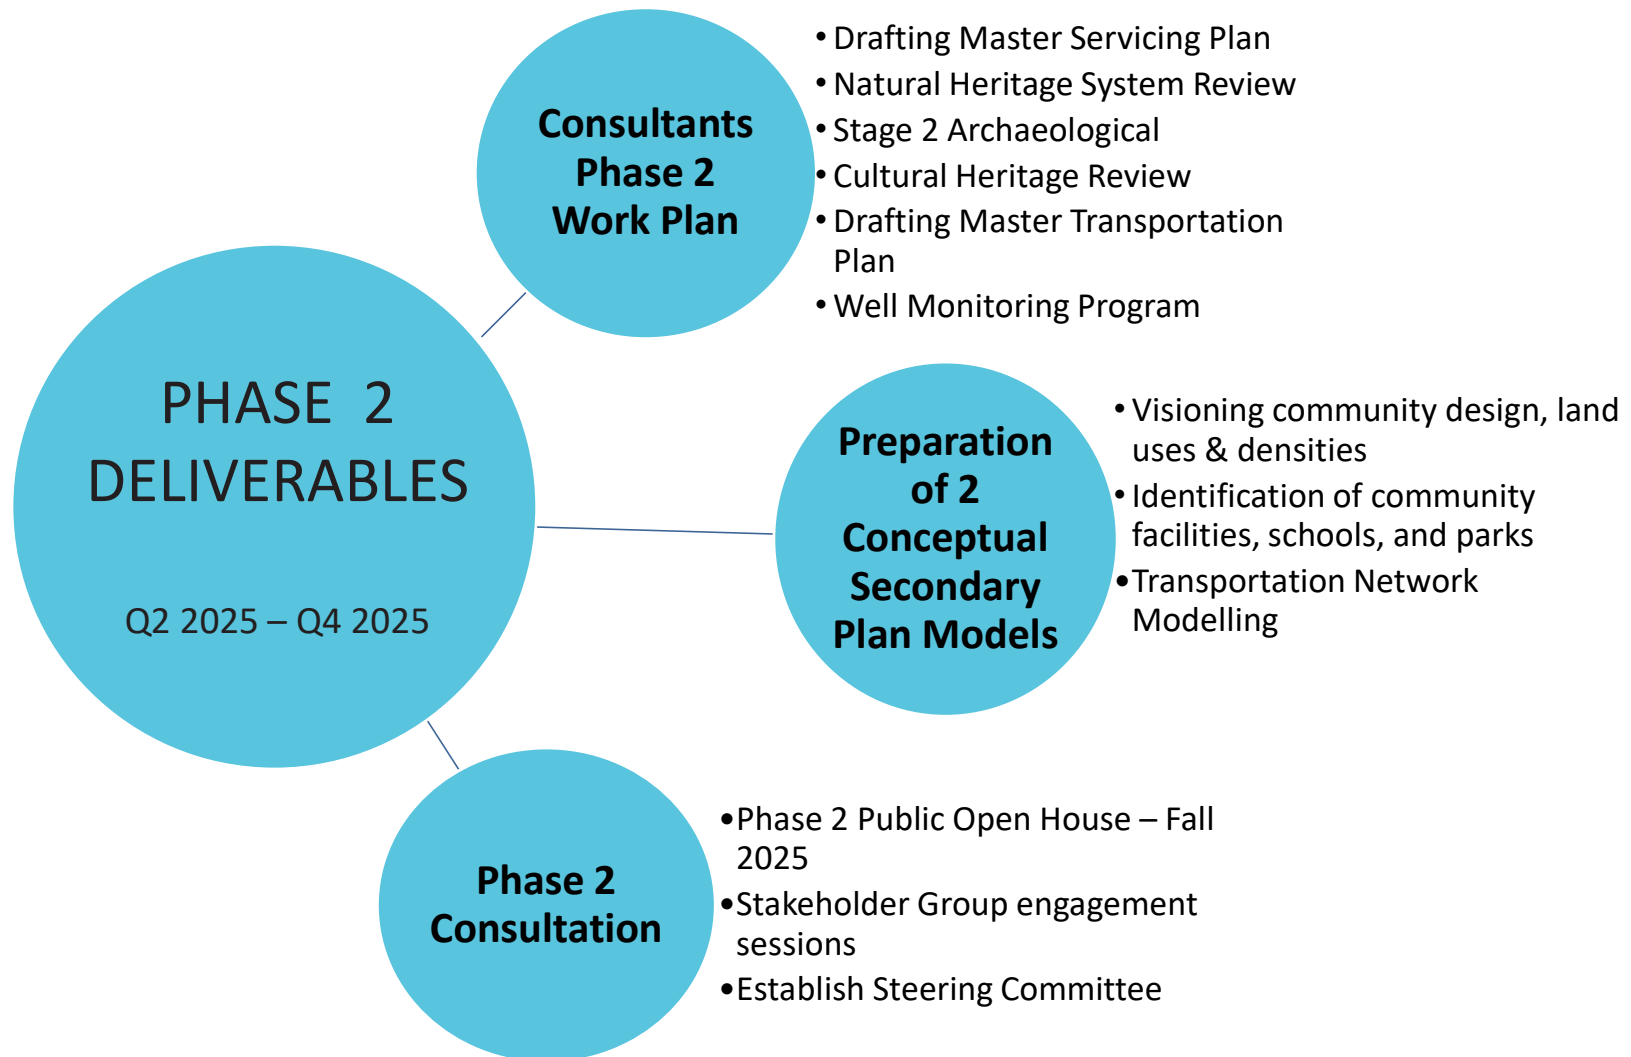 PHASE 2
DELIVERABLES
Q2 2025 – Q4 2025
Consultants
Phase 2
Work Plan
• Drafting Master Servicing Plan
• Natural Heritage System Review
• Stage 2 Archaeological
• Cultural Heritage Review
• Drafting Master Transportation
Plan
• Well Monitoring Program
Preparation
of 2
Conceptual
Secondary
Plan Models
• Visioning community design, land
uses & densities
• Identification of community
facilities, schools, and parks
•Transportation Network
Modelling
Phase 2
Consultation
•Phase 2 Public Open House – Fall
2025
•Stakeholder Group engagement
sessions
•Establish Steering Committee